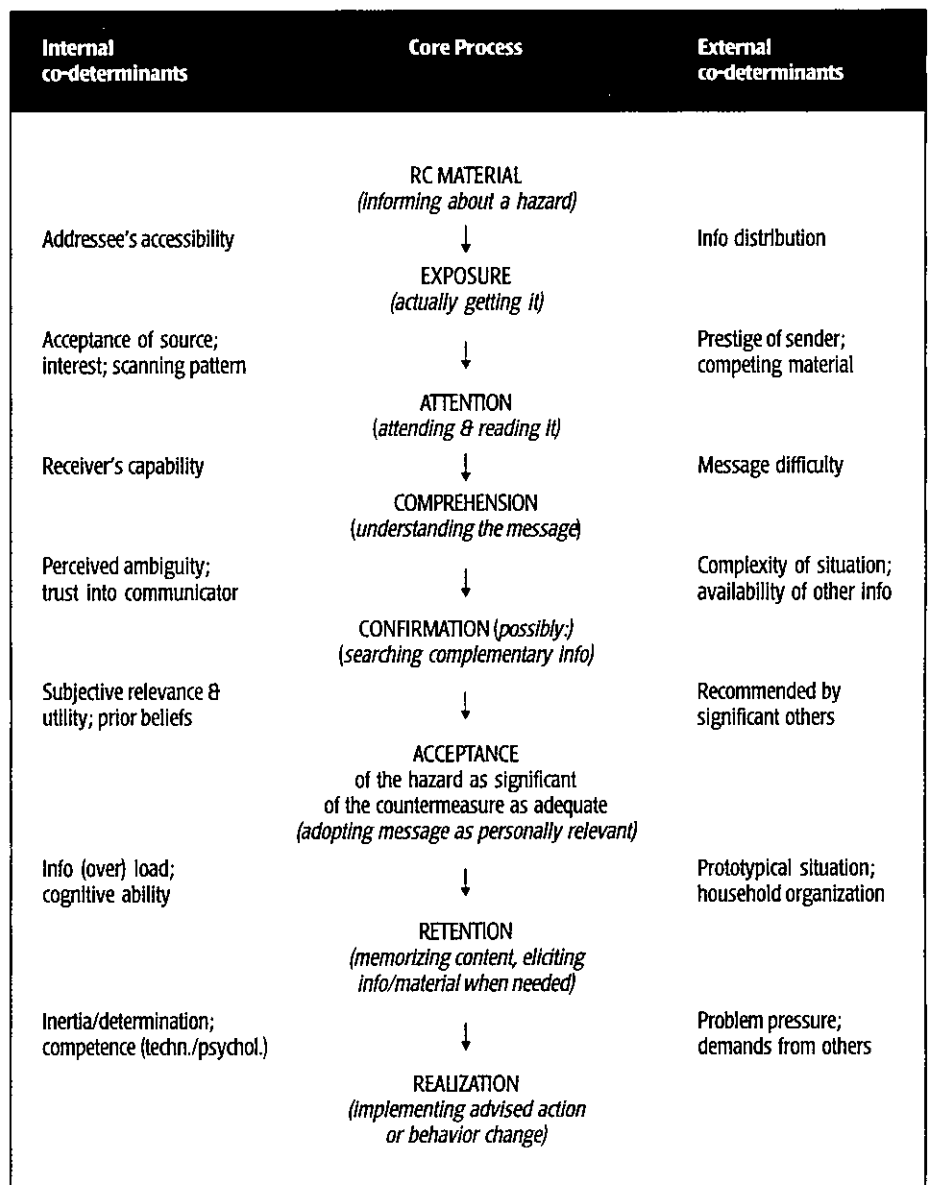 Internal
co-determinants
Core Process
External
co-determinants
RC MATERIAL
(informing about a hazard)
Addressee's accessibility
Info distribution
EXPOSURE
(actually getting it)
Acceptance of source;
interest; scanning pattern
Prestige of sender;
competing material
ATTENTION
(attending & reading it)
Receiver's capability
Message difficulty
COMPREHENSION
(understanding the message)
Perceived ambiguity;
trust into communicator
Complexity of situation;
availability of other info
CONFIRMATION (possibly:)
(searching complementary info)
Subjective relevance &
utility; prior beliefs
Recommended by
significant others
ACCEPTANCE
of the hazard as significant
of the countermeasure as adequate
(adopting message as personally relevant)
Info (over) load;
cognitive ability
Prototypical situation;
household organization
RETENTION
(memorizing content, eliciting
info/material when needed)
Inertia/determination;
competence (techn./psychol.)
Problem pressure;
demands from others
REALIZATION
(implementing advised action
or behavior change)